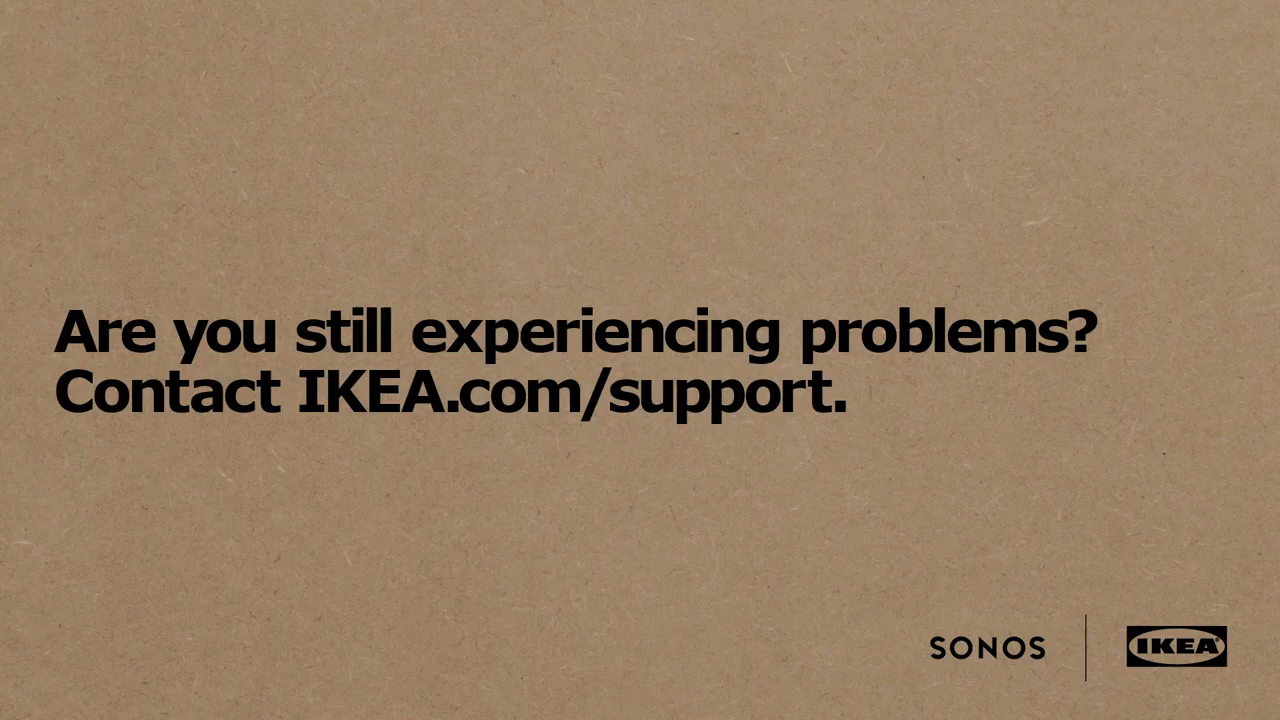 Are you still experiencing problems?
Contact IKEA.com/support.
SONOS
IKEA